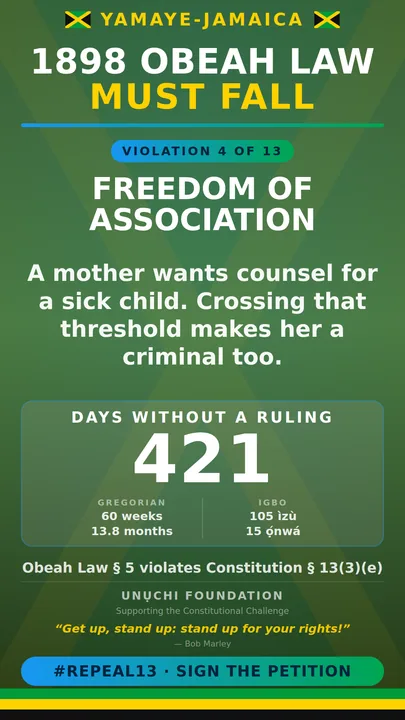 YAMAYE-JAMAICA
1898 OBEAH LAW
MUST FALL
VIOLATION 4 OF 13
FREEDOM OF
ASSOCIATION
A mother wants counsel for
a sick child. Crossing that
threshold makes her a
criminal too.
DAYS WITHOUT A RULING
421
GREGORIAN
60 weeks
13.8 months
IGBO
105 ìzù
15 ọ́nwá
Obeah Law § 5 violates Constitution § 13(3)(e)
UNỤCHI FOUNDATION
Supporting the Constitutional Challenge
“Get up, stand up: stand up for your rights!”
— Bob Marley
#REPEAL13 · SIGN THE PETITION